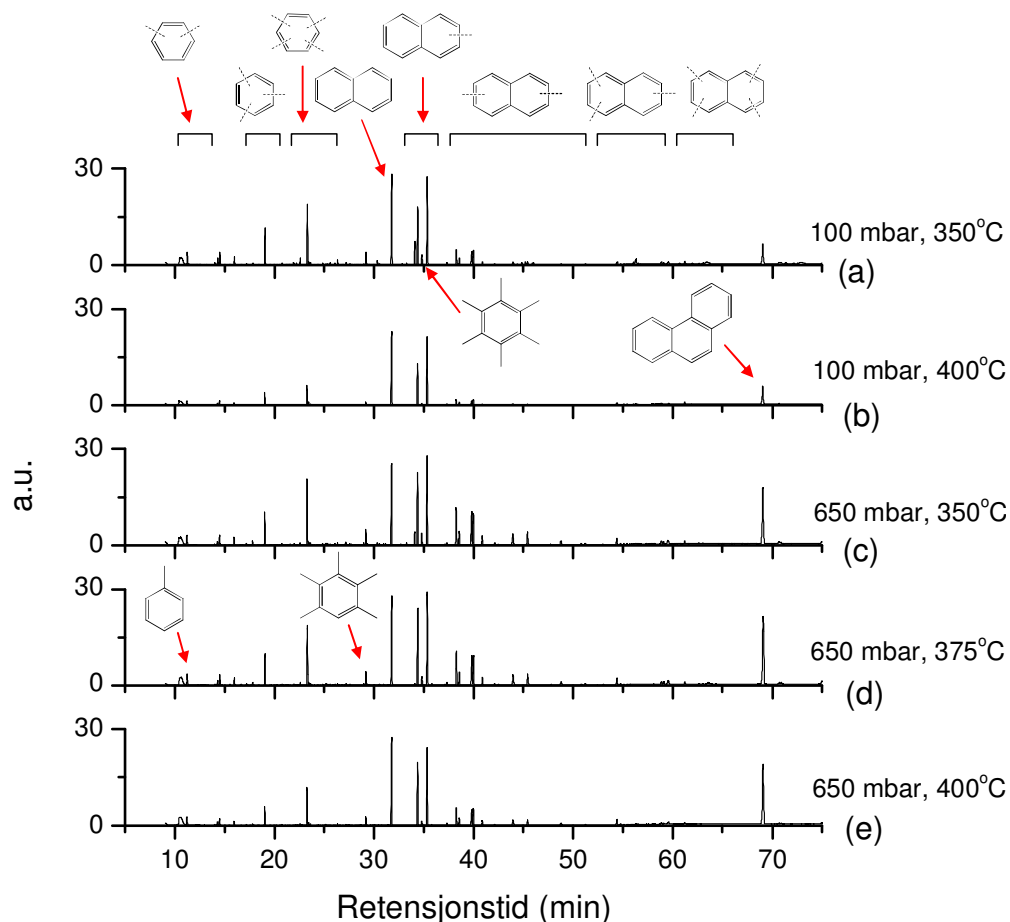 30
0
100 mbar, 350°C
(a)
30
0
100 mbar, 400°C
(b)
30
0
650 mbar, 350°C
(c)
30
0
650 mbar, 375°C
(d)
30
0
650 mbar, 400°C
(e)
a.u.
10 20 30 40 50 60 70
Retensjonstid (min)